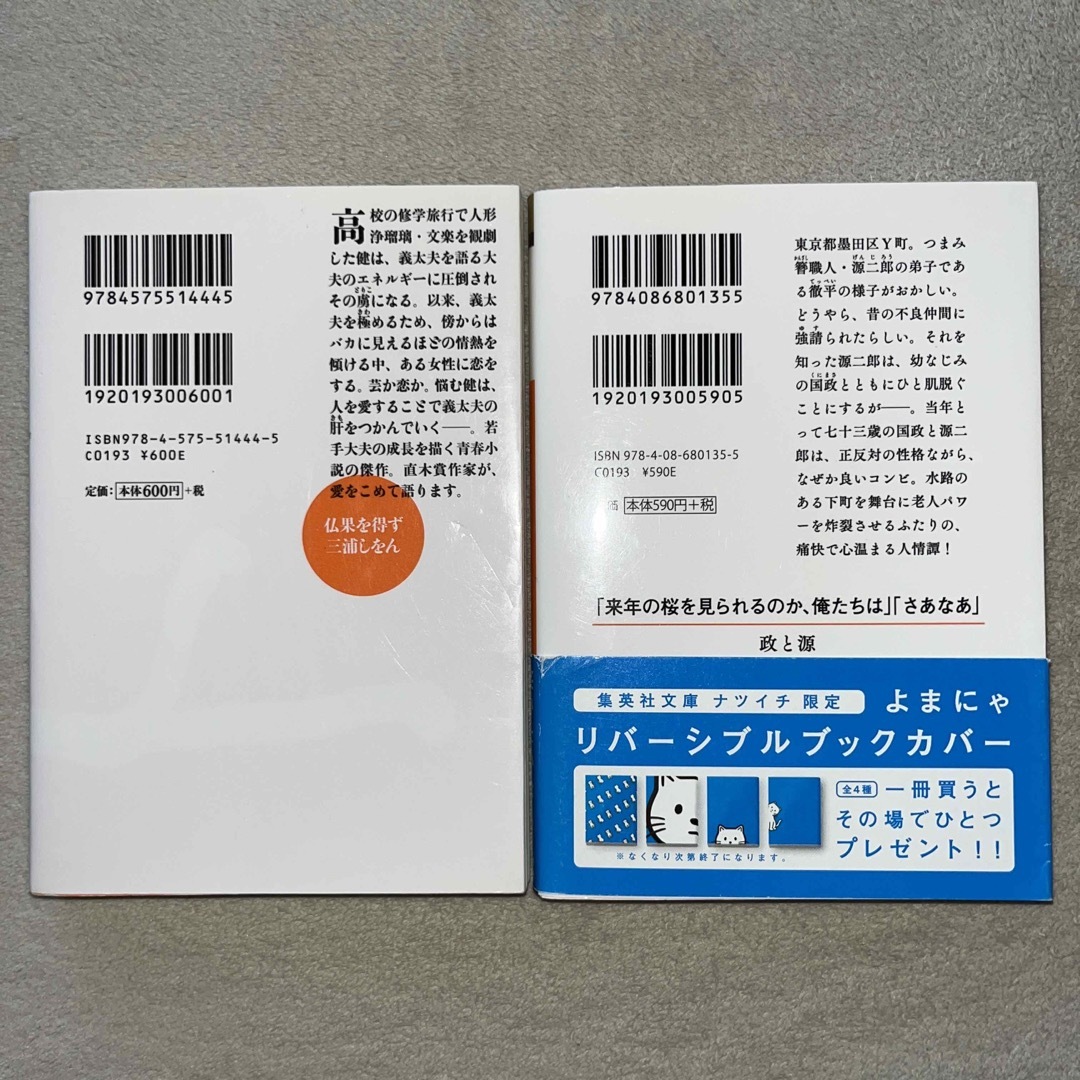 9784575514445
1920193006001
ISBN978-4-575-51444-5
C0193 ¥600E
定価：本体600円+税
高校の修学旅行で人形
浄瑠璃・文楽を観劇
した健は、義太夫を語る大
夫のエネルギーに圧倒され
その虜になる。以来、義太
夫を極めるため、傍からは
バカに見えるほどの情熱を
傾ける中、ある女性に恋を
する。芸か恋か。悩む健は、
人を愛することで義太夫の
肝をつかんでいく——。若
手大夫の成長を描く青春小
説の傑作。直木賞作家が、
愛をこめて語ります。
仏果を得ず
三浦しをん
9784086801355
1920193005905
ISBN 978-4-08-680135-5
C0193 ¥590E
価 本体590円+税
東京都墨田区Y町。つまみ
簪職人・源二郎の弟子であ
る徹平の様子がおかしい。
どうやら、昔の不良仲間に
強請られたらしい。それを
知った源二郎は、幼なじみ
の国政とともにひと肌脱ぐ
ことにするが——。当年と
って七十三歳の国政と源二
郎は、正反対の性格ながら、
なぜか良いコンビ。水路の
ある下町を舞台に老人パワ
ーを炸裂させるふたりの、
痛快で心温まる人情譚！
「来年の桜を見られるのか、俺たちは」「さあなあ」
政と源
集英社文庫 ナツイチ 限定 よまにゃ
リバーシブルブックカバー
全4種 一冊買うと
その場でひとつ
プレゼント！！
※なくなり次第終了になります。